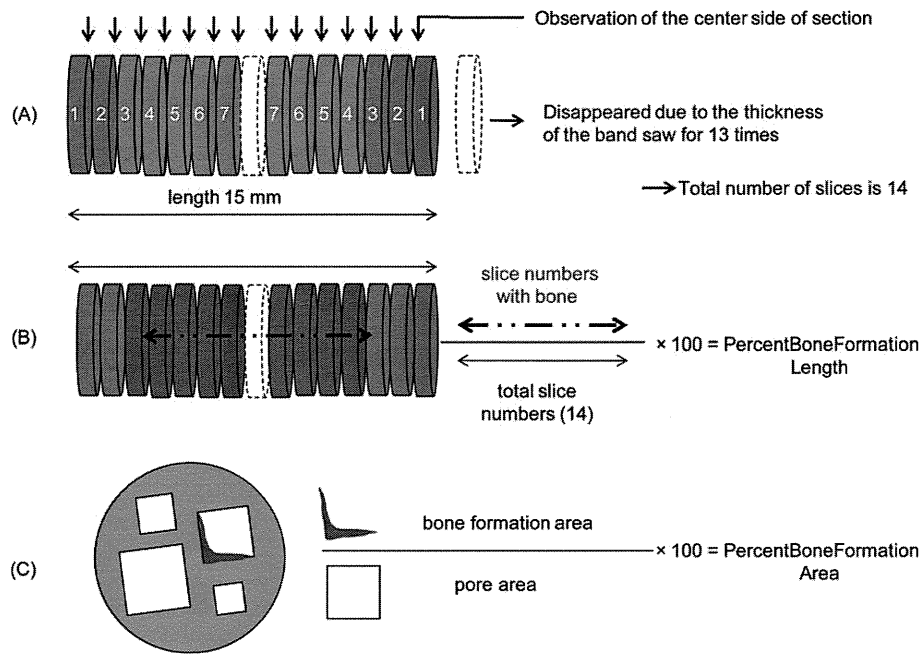 Observation of the center side of section
(A)
1 2 3 4 5 6 7 7 6 5 4 3 2 1
Disappeared due to the thickness
of the band saw for 13 times
Total number of slices is 14
length 15 mm
(B)
slice numbers
with bone
total slice
numbers (14)
× 100 = PercentBoneFormation
Length
(C)
bone formation area
pore area
× 100 = PercentBoneFormation
Area